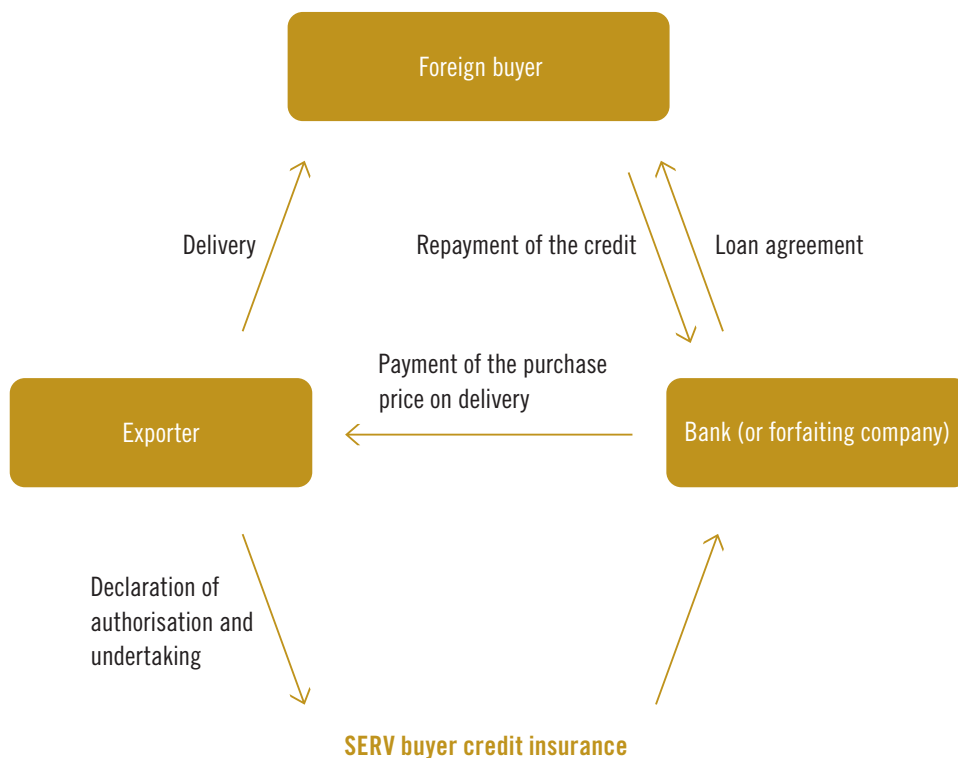 Foreign buyer
Delivery
Repayment of the credit
Loan agreement
Payment of the purchase
price on delivery
Exporter
Bank (or forfaiting company)
Declaration of
authorisation and
undertaking
SERV buyer credit insurance